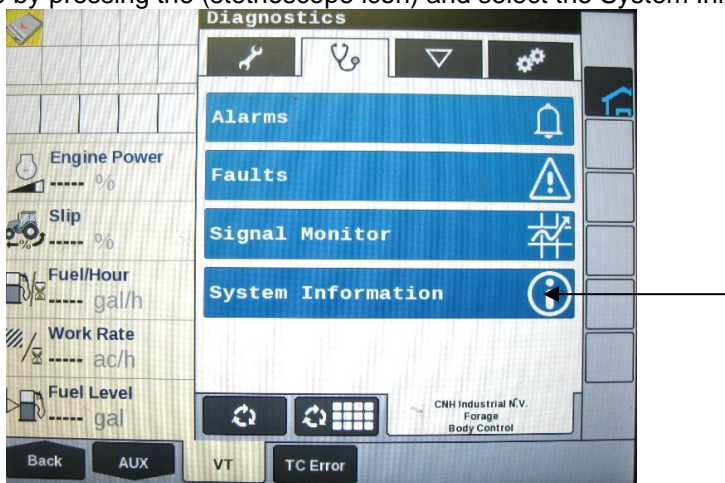 by pressing the (stethoscope icon) and select the System
Diagnostics
Alarms
Faults
Signal Monitor
System Information
Engine Power
----- %
Slip
----- %
Fuel/Hour
----- gal/h
Work Rate
----- ac/h
Fuel Level
----- gal
CNH Industrial N.V.
Forage
Body Control
Back
AUX
VT
TC Error